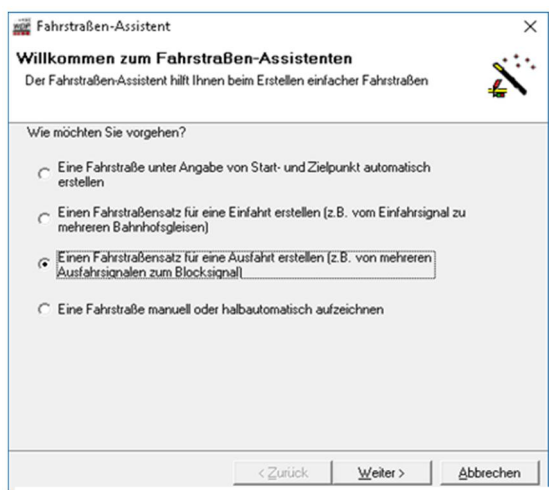 Fahrstraßen-Assistent
Willkommen zum Fahrstraßen-Assistenten
Der Fahrstraßen-Assistent hilft Ihnen beim Erstellen einfacher Fahrstraßen
Wie möchten Sie vorgehen?
Eine Fahrstraße unter Angabe von Start- und Zielpunkt automatisch
erstellen
Einen Fahrstraßensatz für eine Einfahrt erstellen (z.B. vom Einfahrsignal zu
mehreren Bahnhofsgleisen)
Einen Fahrstraßensatz für eine Ausfahrt erstellen (z.B. von mehreren
Ausfahrsignalen zum Blocksignal)
Eine Fahrstraße manuell oder halbautomatisch aufzeichnen
< Zurück Weiter > Abbrechen